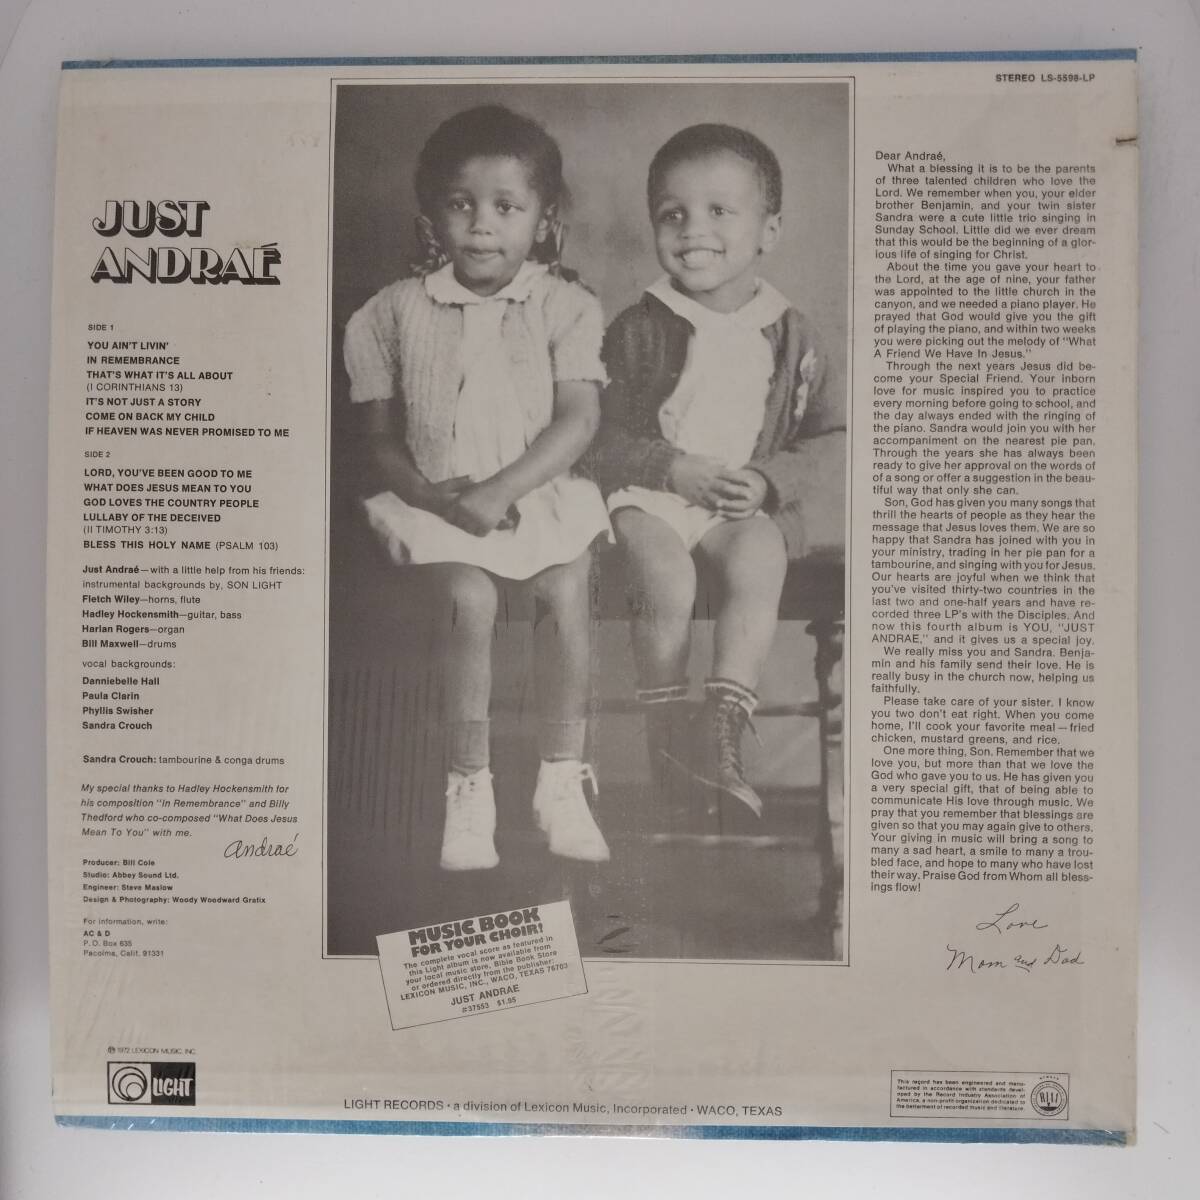 STEREO LS-5598-LP
JUST
ANDRAÉ
SIDE 1
YOU AIN'T LIVIN'
IN REMEMBRANCE
THAT'S WHAT IT'S ALL ABOUT
(I CORINTHIANS 13)
IT'S NOT JUST A STORY
COME ON BACK MY CHILD
IF HEAVEN WAS NEVER PROMISED TO ME
SIDE 2
LORD, YOU'VE BEEN GOOD TO ME
WHAT DOES JESUS MEAN TO YOU
GOD LOVES THE COUNTRY PEOPLE
LULLABY OF THE DECEIVED
(II TIMOTHY 3:13)
BLESS THIS HOLY NAME (PSALM 103)
Just Andraé—with a little help from his friends:
instrumental backgrounds by, SON LIGHT
Fletch Wiley—horns, flute
Hadley Hockensmith—guitar, bass
Harlan Rogers—organ
Bill Maxwell—drums
vocal backgrounds:
Danniebelle Hall
Paula Clarin
Phyllis Swisher
Sandra Crouch
Sandra Crouch: tambourine & conga drums
My special thanks to Hadley Hockensmith for
his composition "In Remembrance" and Billy
Thedford who co-composed "What Does Jesus
Mean To You" with me.
Andraé
Producer: Bill Cole
Studio: Abbey Sound Ltd.
Engineer: Steve Maslow
Design & Photography: Woody Woodward Grafix
For information, write:
AC & D
P.O. Box 635
Pacoima, Calif. 91331
℗ 1972 LEXICON MUSIC INC.
LIGHT
MUSIC BOOK
FOR YOUR CHOIR!
The complete vocal score as featured in
this Light album is now available from
your local music store, Bible Book Store
or ordered directly from the publisher:
LEXICON MUSIC, INC., WACO, TEXAS 76703
JUST ANDRAE
#37553 $1.95
LIGHT RECORDS • a division of Lexicon Music, Incorporated • WACO, TEXAS
Dear Andraé,
What a blessing it is to be the parents
of three talented children who love the
Lord. We remember when you, your elder
brother Benjamin, and your twin sister
Sandra were a cute little trio singing in
Sunday School. Little did we ever dream
that this would be the beginning of a glor-
ious life of singing for Christ.
About the time you gave your heart to
the Lord, at the age of nine, your father
was appointed to the little church in the
canyon, and we needed a piano player. He
prayed that God would give you the gift
of playing the piano, and within two weeks
you were picking out the melody of "What
A Friend We Have In Jesus."
Through the next years Jesus did be-
come your Special Friend. Your inborn
love for music inspired you to practice
every morning before going to school, and
the day always ended with the ringing of
the piano. Sandra would join you with her
accompaniment on the nearest pie pan.
Through the years she has always been
ready to give her approval on the words of
of a song or offer a suggestion in the beau-
tiful way that only she can.
Son, God has given you many songs that
thrill the hearts of people as they hear the
message that Jesus loves them. We are so
happy that Sandra has joined with you in
your ministry, trading in her pie pan for a
tambourine, and singing with you for Jesus.
Our hearts are joyful when we think that
you've visited thirty-two countries in the
last two and one-half years and have re-
corded three LP's with the Disciples. And
now this fourth album is YOU, "JUST
ANDRAE," and it gives us a special joy.
We really miss you and Sandra. Benja-
min and his family send their love. He is
really busy in the church now, helping us
faithfully.
Please take care of your sister. I know
you two don't eat right. When you come
home, I'll cook your favorite meal—fried
chicken, mustard greens, and rice.
One more thing, Son. Remember that we
love you, but more than that we love the
God who gave you to us. He has given you
a very special gift, that of being able to
communicate His love through music. We
pray that you remember that blessings are
given so that you may again give to others.
Your giving in music will bring a song to
many a sad heart, a smile to many a trou-
bled face, and hope to many who have lost
their way. Praise God from Whom all bless-
ings flow!
Love
Mom and Dad
This record has been engineered and manu-
factured in accordance with standards devel-
oped by the Record Industry Association of
America, a non-profit organization dedicated to
the betterment of recorded music and literature.